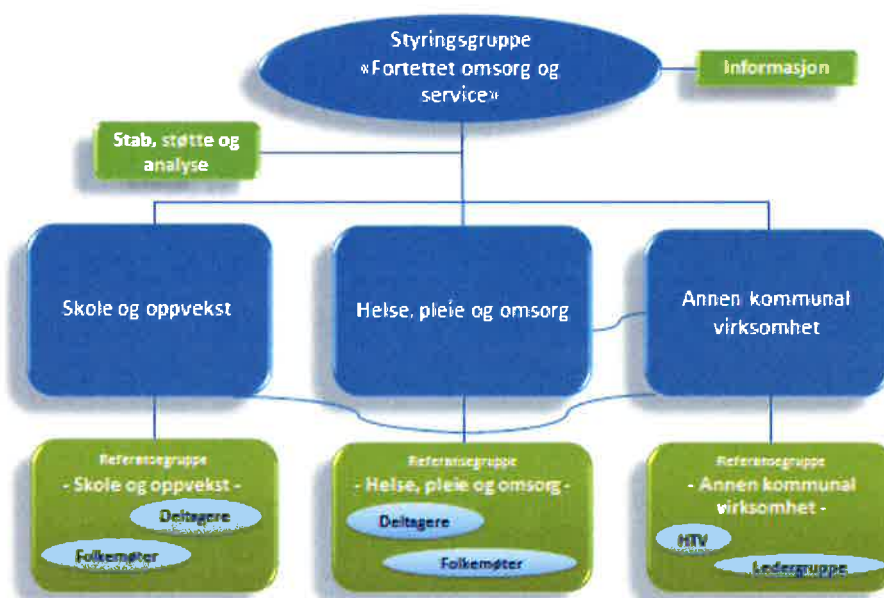 Styringsgruppe
«Fortettet omsorg og
service»
Informasjon
Stab, støtte og
analyse
Skole og oppvekst
Helse, pleie og omsorg
Annen kommunal
virksomhet
Referansegruppe
- Skole og oppvekst -
Deltagere
Folkemøter
Referansegruppe
- Helse, pleie og omsorg -
Deltagere
Folkemøter
Referansegruppe
- Annen kommunal
virksomhet -
HTV
Ledergruppe